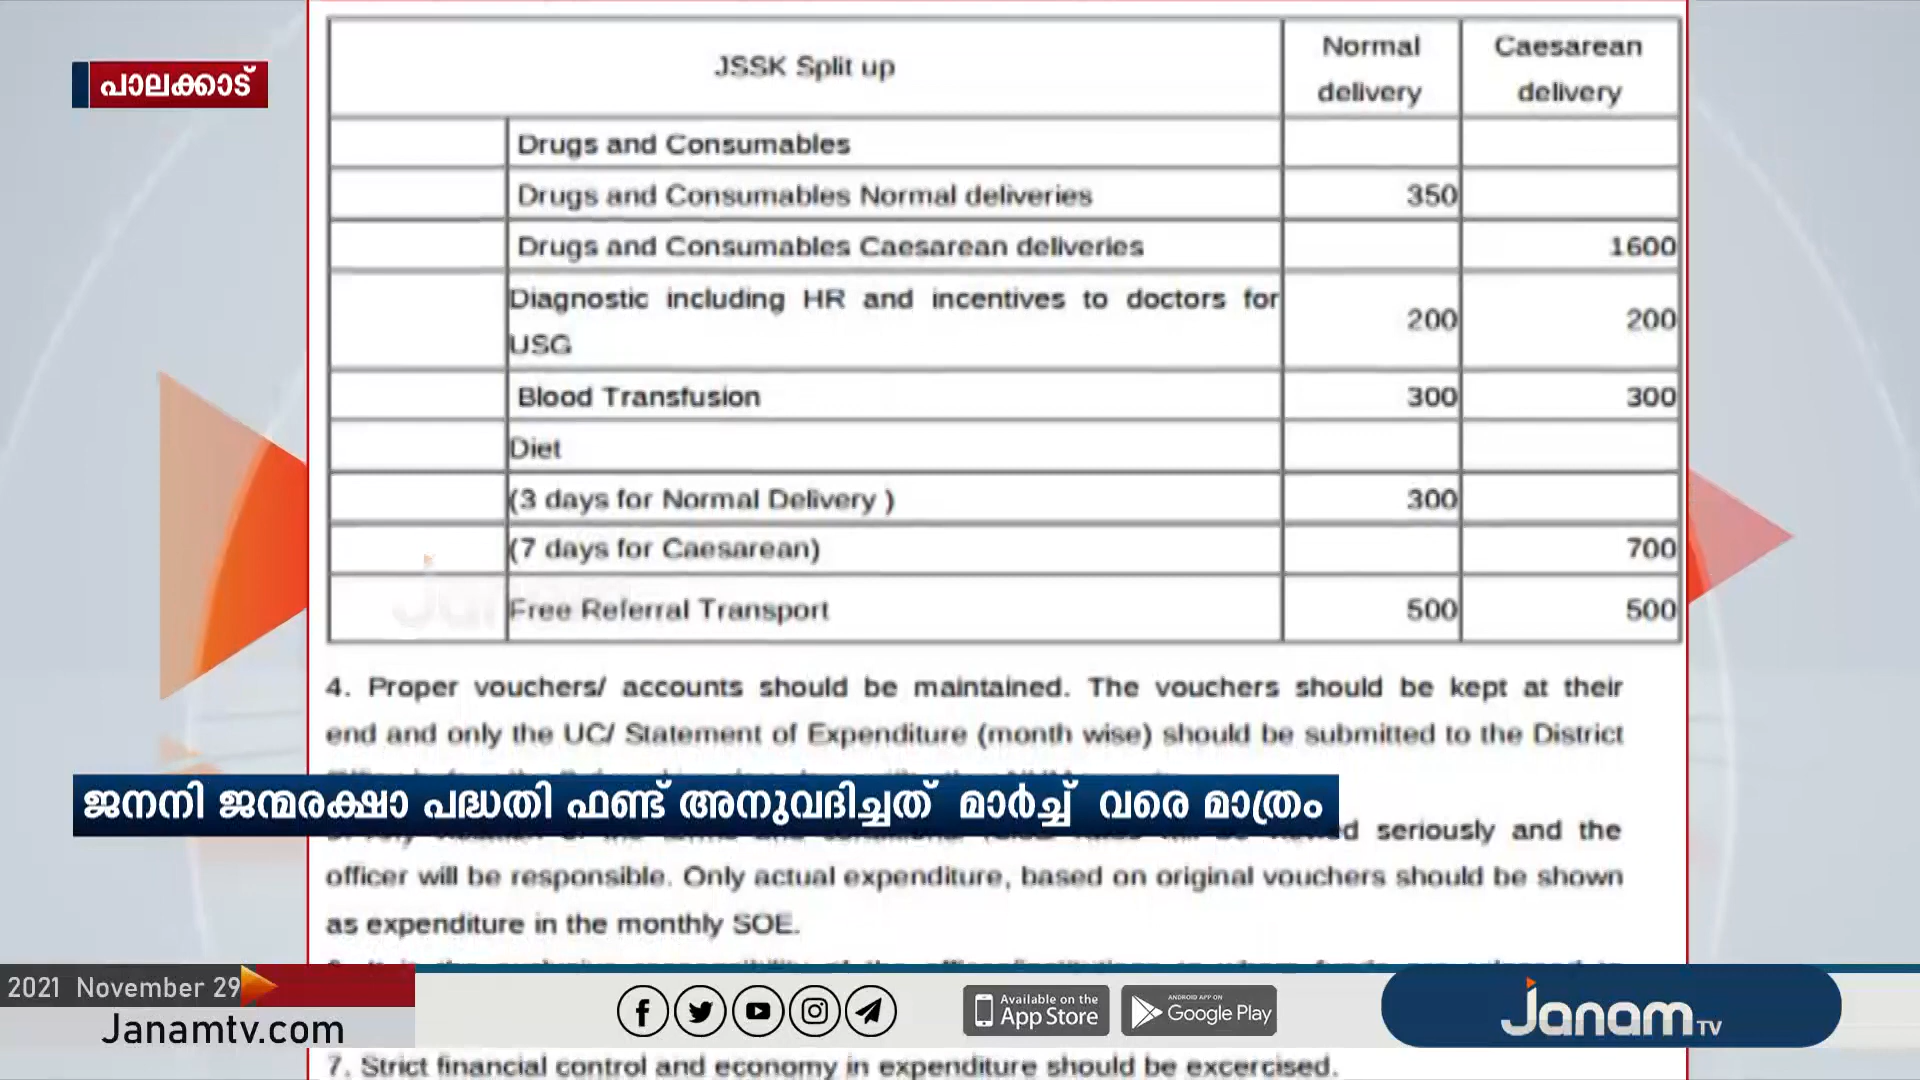 പാലക്കാട്
JSSK Split up
Normal delivery
Caesarean delivery
Drugs and Consumables
Drugs and Consumables Normal deliveries 350
Drugs and Consumables Caesarean deliveries 1600
Diagnostic including HR and incentives to doctors for
USG
200 200
Blood Transfusion 300 300
Diet
(3 days for Normal Delivery ) 300
(7 days for Caesarean) 700
Free Referral Transport 500 500
4. Proper vouchers/ accounts should be maintained. The vouchers should be kept at their
end and only the UC/ Statement of Expenditure (month wise) should be submitted to the District
ജനനി ജന്മരക്ഷാ പദ്ധതി ഫണ്ട് അനുവദിച്ചത് മാർച്ച് വരെ മാത്രം
seriously and the
officer will be responsible. Only actual expenditure, based on original vouchers should be shown
as expenditure in the monthly SOE.
2021 November 29
Janamtv.com
Available on the
App Store
ANDROID APP ON
Google Play
Janam TV
7. Strict financial control and economy in expenditure should be excercised.